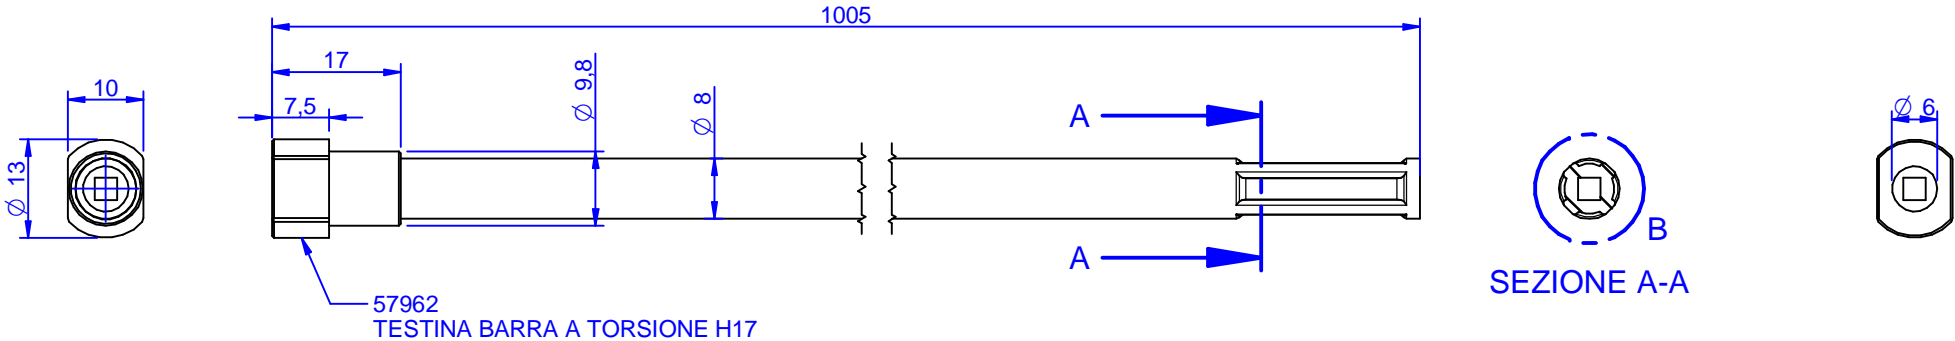 1005
17
10
7,5
Ø 9,8
Ø 8
Ø 13
A
A
Ø 6
B
SEZIONE A-A
57962
TESTINA BARRA A TORSIONE H17